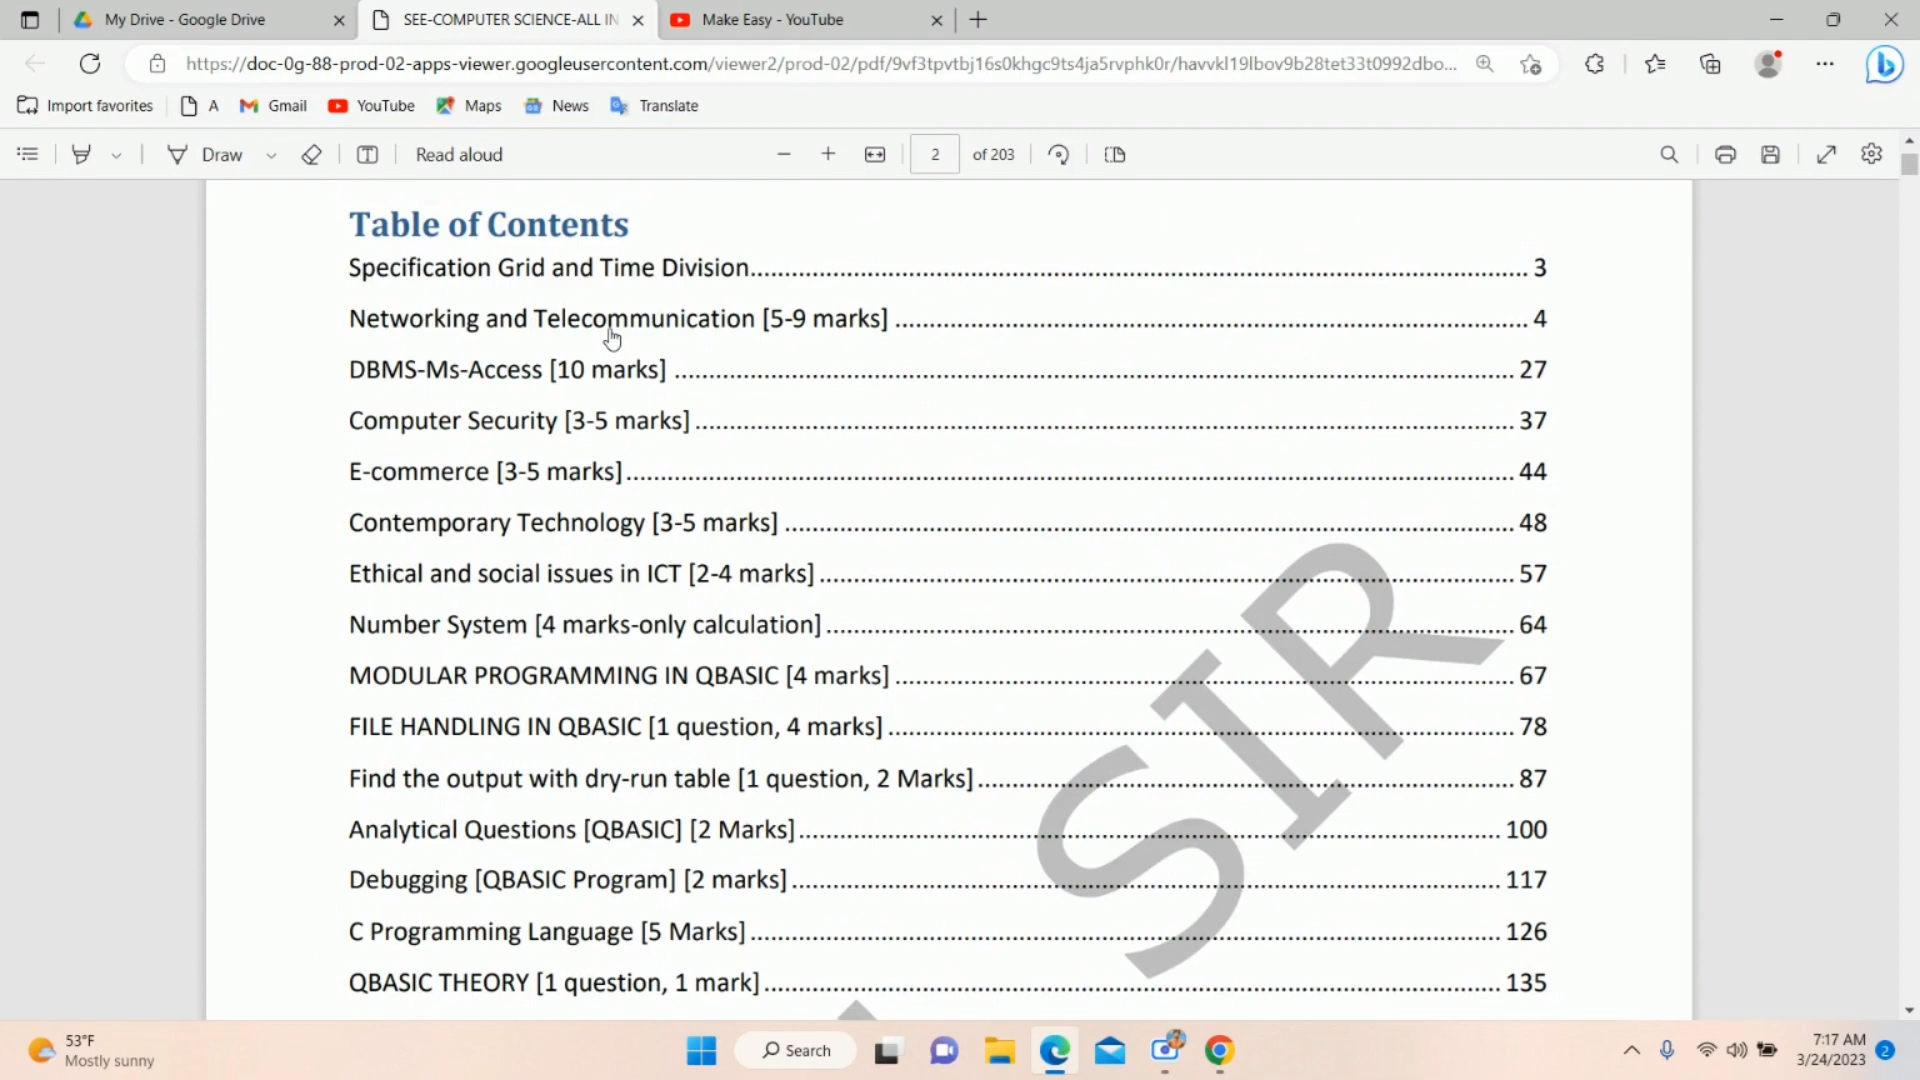 My Drive - Google Drive
SEE-COMPUTER SCIENCE-ALL IN
Make Easy - YouTube
https://doc-0g-88-prod-02-apps-viewer.googleusercontent.com/viewer2/prod-02/pdf/9vf3tpvtbj16s0khgc9ts4ja5rvphk0r/havvkl19lbov9b28tet33t0992dbo...
Import favorites A Gmail YouTube Maps News Translate
Draw Read aloud 2 of 203
Table of Contents
Specification Grid and Time Division 3
Networking and Telecommunication [5-9 marks] 4
DBMS-Ms-Access [10 marks] 27
Computer Security [3-5 marks] 37
E-commerce [3-5 marks] 44
Contemporary Technology [3-5 marks] 48
Ethical and social issues in ICT [2-4 marks] 57
Number System [4 marks-only calculation] 64
MODULAR PROGRAMMING IN QBASIC [4 marks] 67
FILE HANDLING IN QBASIC [1 question, 4 marks] 78
Find the output with dry-run table [1 question, 2 Marks] 87
Analytical Questions [QBASIC] [2 Marks] 100
Debugging [QBASIC Program] [2 marks] 117
C Programming Language [5 Marks] 126
QBASIC THEORY [1 question, 1 mark] 135
SIR
53°F
Mostly sunny
Search
7:17 AM
3/24/2023
2